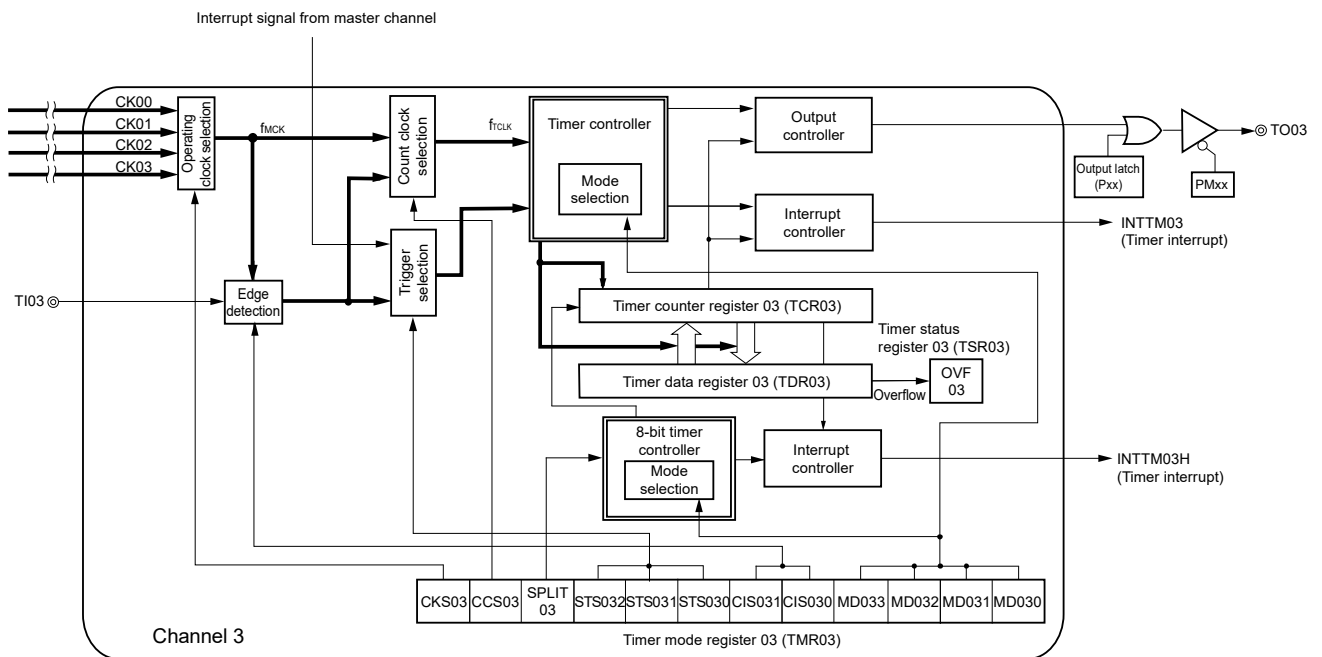 Interrupt signal from master channel
CK00
CK01
CK02
CK03
Operating
clock selection
fMCK
Count clock
selection
fTCLK
Timer controller
Mode
selection
Output
controller
Output latch
(Pxx)
PMxx
TO03
Interrupt
controller
INTTM03
(Timer interrupt)
TI03
Edge
detection
Trigger
selection
Timer counter register 03 (TCR03)
Timer status
register 03 (TSR03)
Timer data register 03 (TDR03)
Overflow
OVF
03
8-bit timer
controller
Mode
selection
Interrupt
controller
INTTM03H
(Timer interrupt)
CKS03
CCS03
SPLIT
03
STS032
STS031
STS030
CIS031
CIS030
MD033
MD032
MD031
MD030
Channel 3
Timer mode register 03 (TMR03)